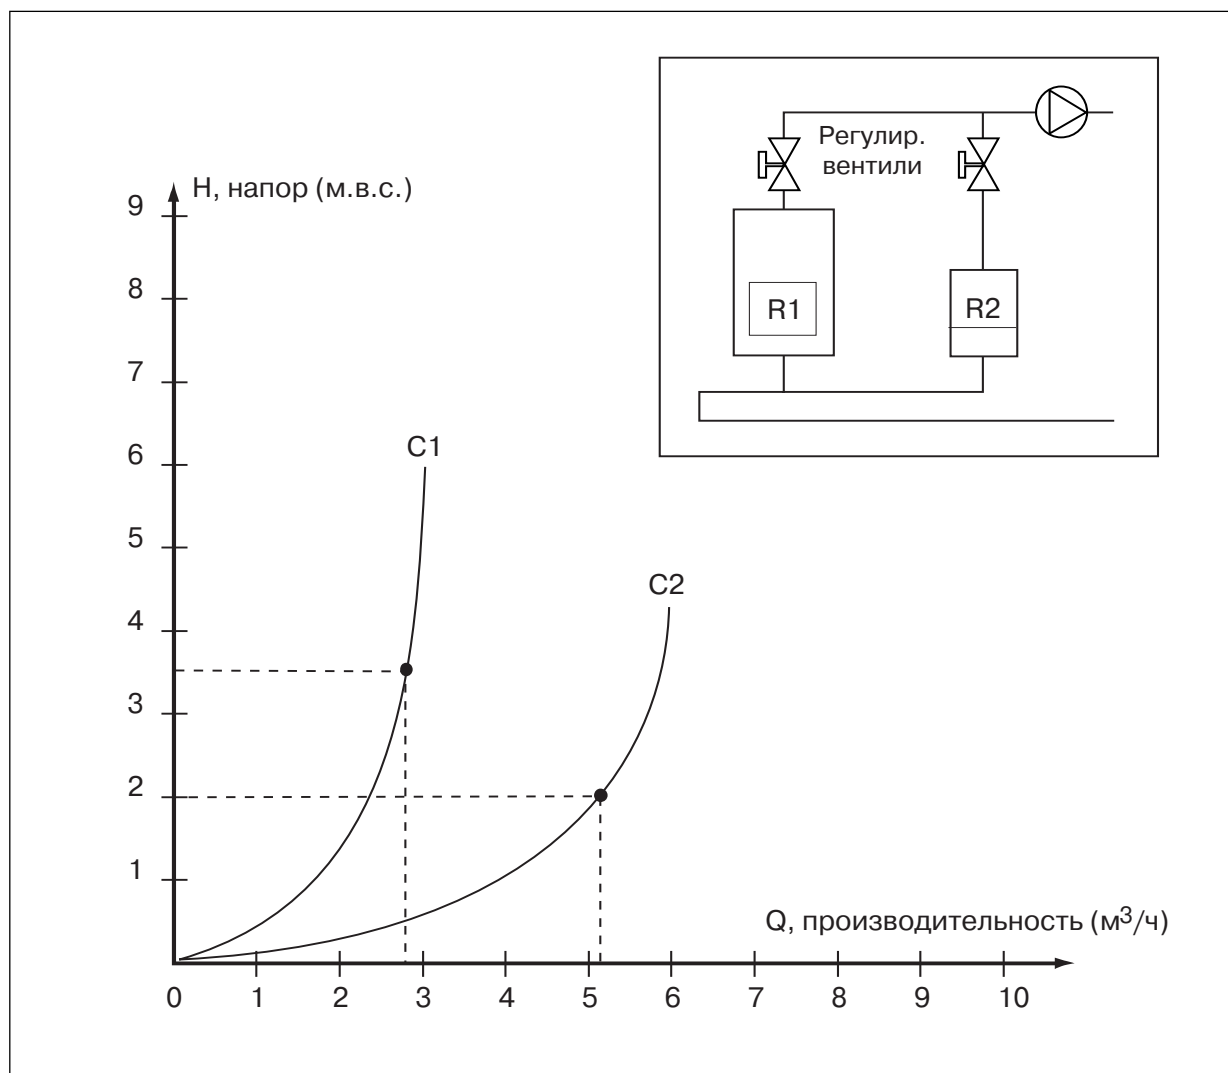 Регулир.
вентили
R1
R2
H, напор (м.в.с.)
9
8
7
6
5
4
3
2
1
C1
C2
Q, производительность (м³/ч)
0 1 2 3 4 5 6 7 8 9 10